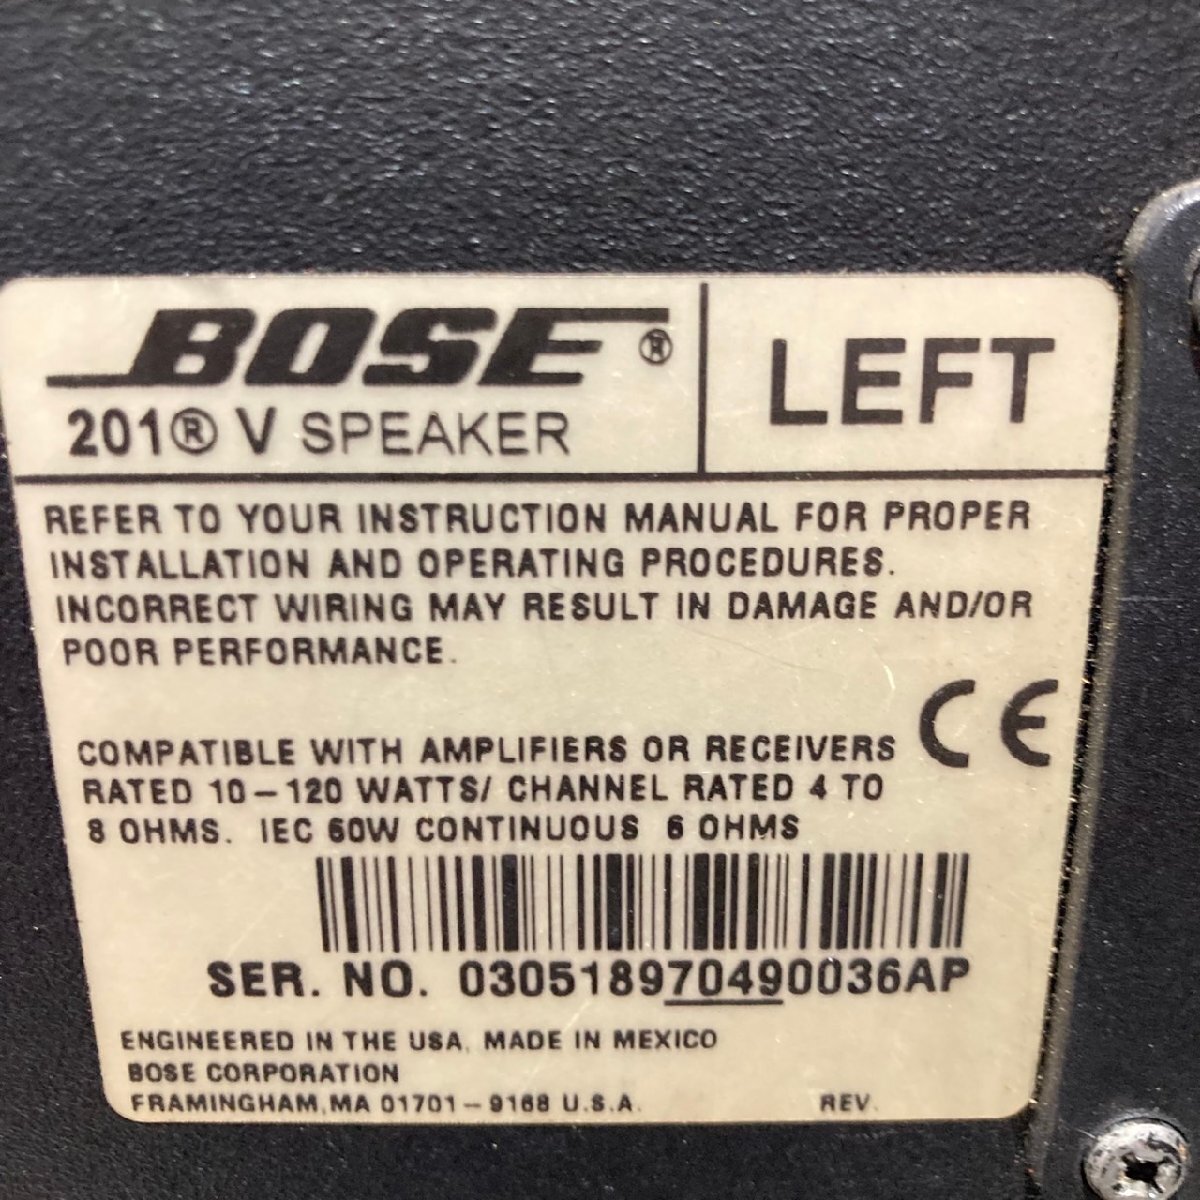 BOSE®
LEFT
201® V SPEAKER
REFER TO YOUR INSTRUCTION MANUAL FOR PROPER
INSTALLATION AND OPERATING PROCEDURES.
INCORRECT WIRING MAY RESULT IN DAMAGE AND/OR
POOR PERFORMANCE.
CE
COMPATIBLE WITH AMPLIFIERS OR RECEIVERS
RATED 10-120 WATTS/ CHANNEL RATED 4 TO
8 OHMS. IEC 60W CONTINUOUS 6 OHMS
SER. NO. 030518970490036AP
ENGINEERED IN THE USA. MADE IN MEXICO
BOSE CORPORATION
FRAMINGHAM, MA 01701-9168 U.S.A.
REV.